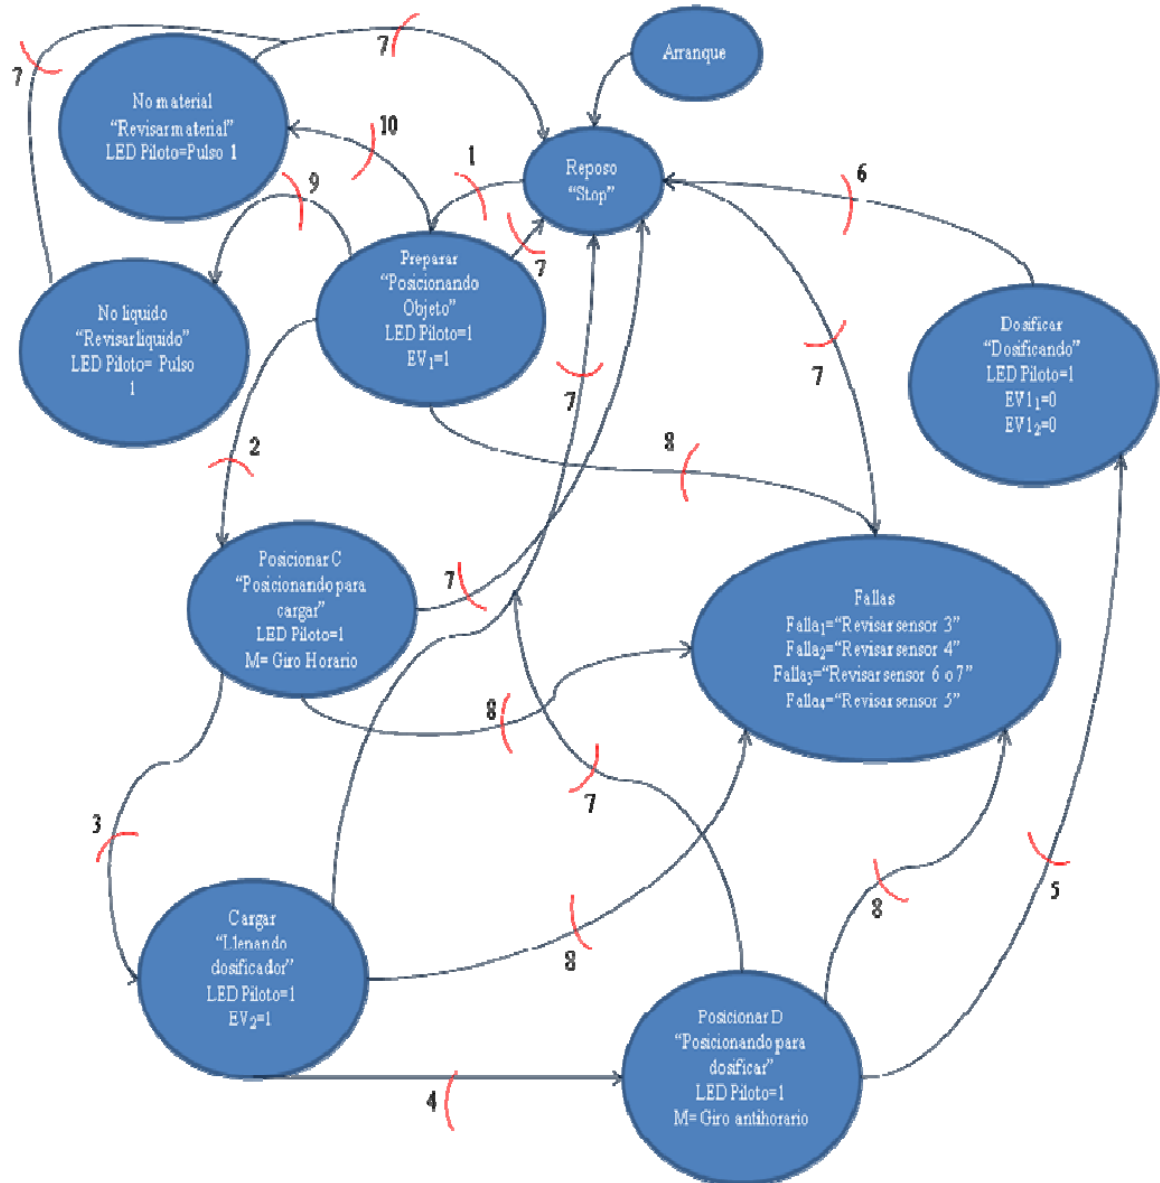 Arranque
7
7
No material
“Revisar material”
LED Piloto=Pulso 1
10
1
Reposo
“Stop”
6
9
7
Preparar
“Posicionando
Objeto”
LED Piloto=1
EV₁=1
No liquido
“Revisar liquido”
LED Piloto= Pulso
1
Dosificar
“Dosificando”
LED Piloto=1
EV1₁=0
EV1₂=0
7
7
2
8
Posicionar C
“Posicionando para
cargar”
LED Piloto=1
M= Giro Horario
7
Fallas
Falla₁=“Revisar sensor 3”
Falla₂=“Revisar sensor 4”
Falla₃=“Revisar sensor 6 o 7”
Falla₄=“Revisar sensor 5”
8
7
3
5
8
8
Cargar
“Llenando
dosificador”
LED Piloto=1
EV₂=1
4
Posicionar D
“Posicionando para
dosificar”
LED Piloto=1
M= Giro antihorario